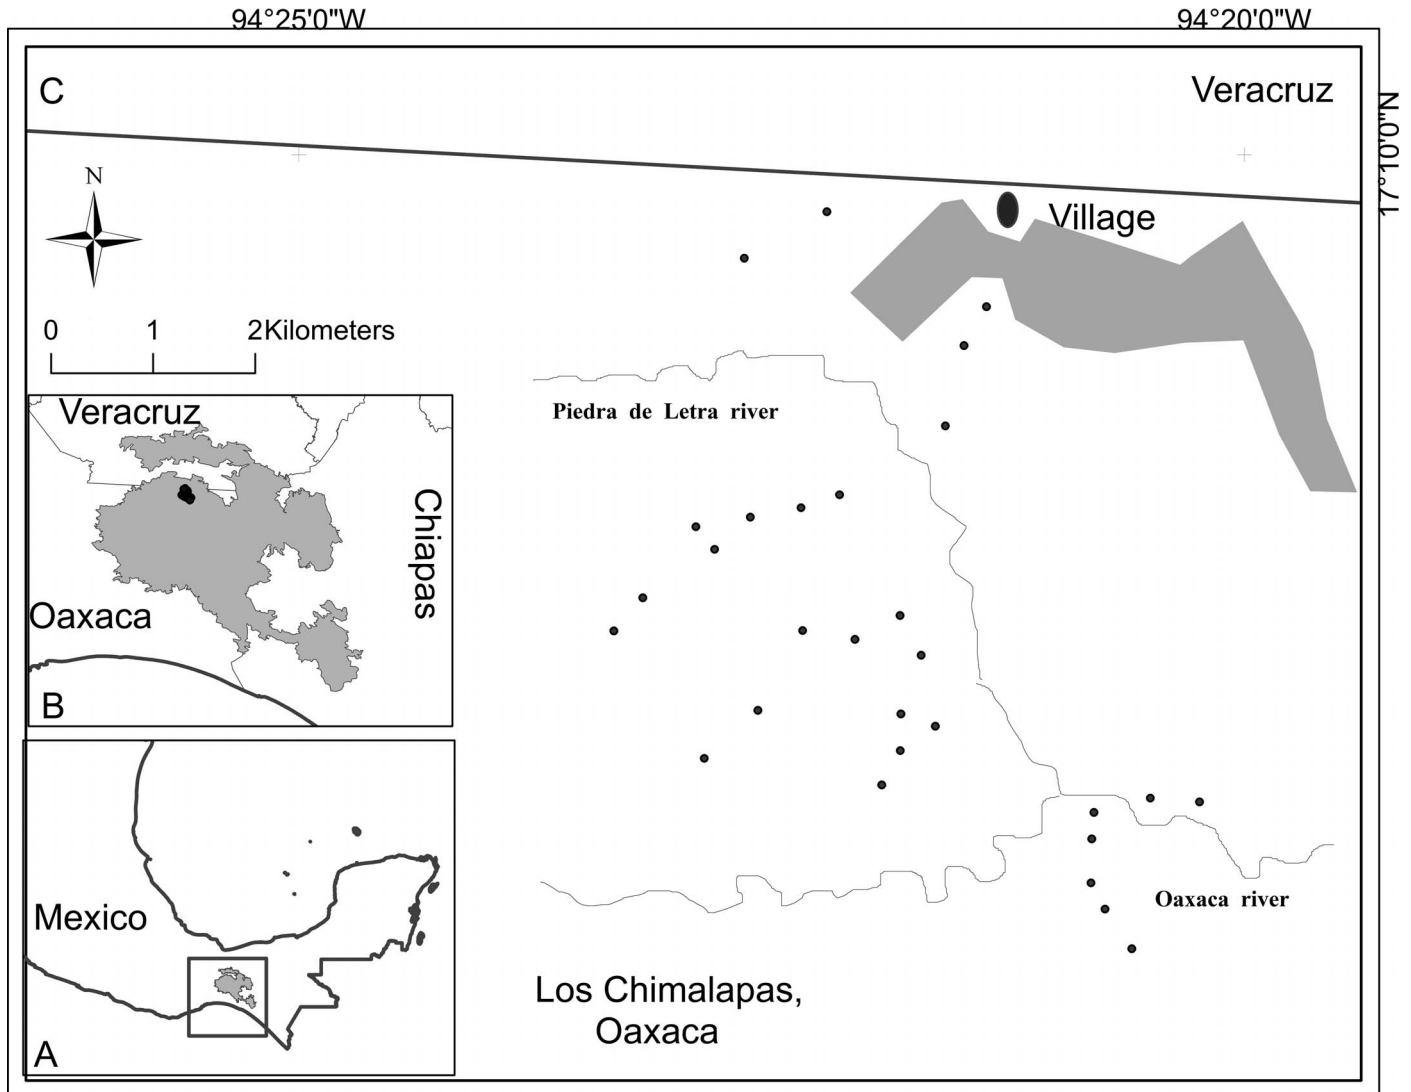 94°25'0"W
94°20'0"W
C
Veracruz
17°10'0"N
N
Village
0 1 2Kilometers
Piedra de Letra river
Veracruz
Chiapas
Oaxaca
B
Mexico
A
Oaxaca river
Los Chimalapas,
Oaxaca